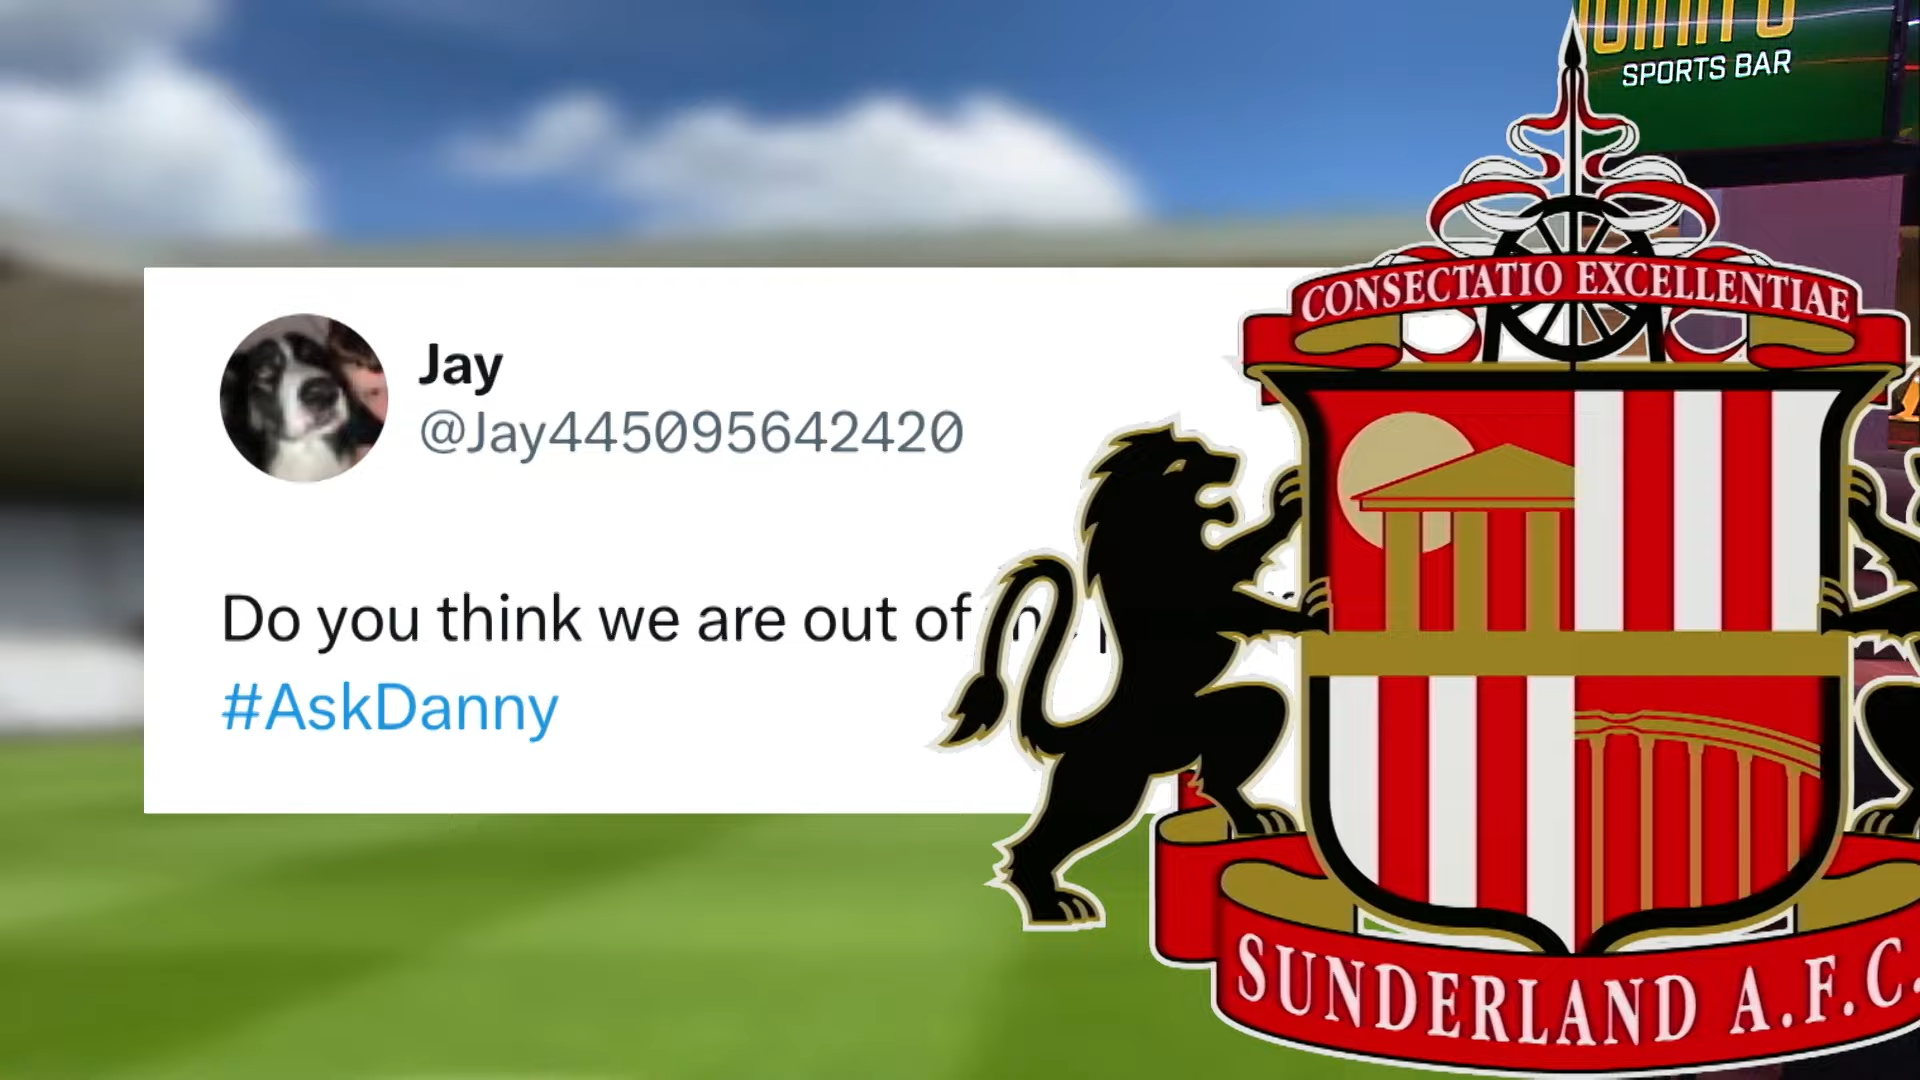 SPORTS BAR
CONSECTATIO EXCELLENTIAE
Jay
@Jay445095642420
Do you think we are out of
#AskDanny
SUNDERLAND A.F.C.